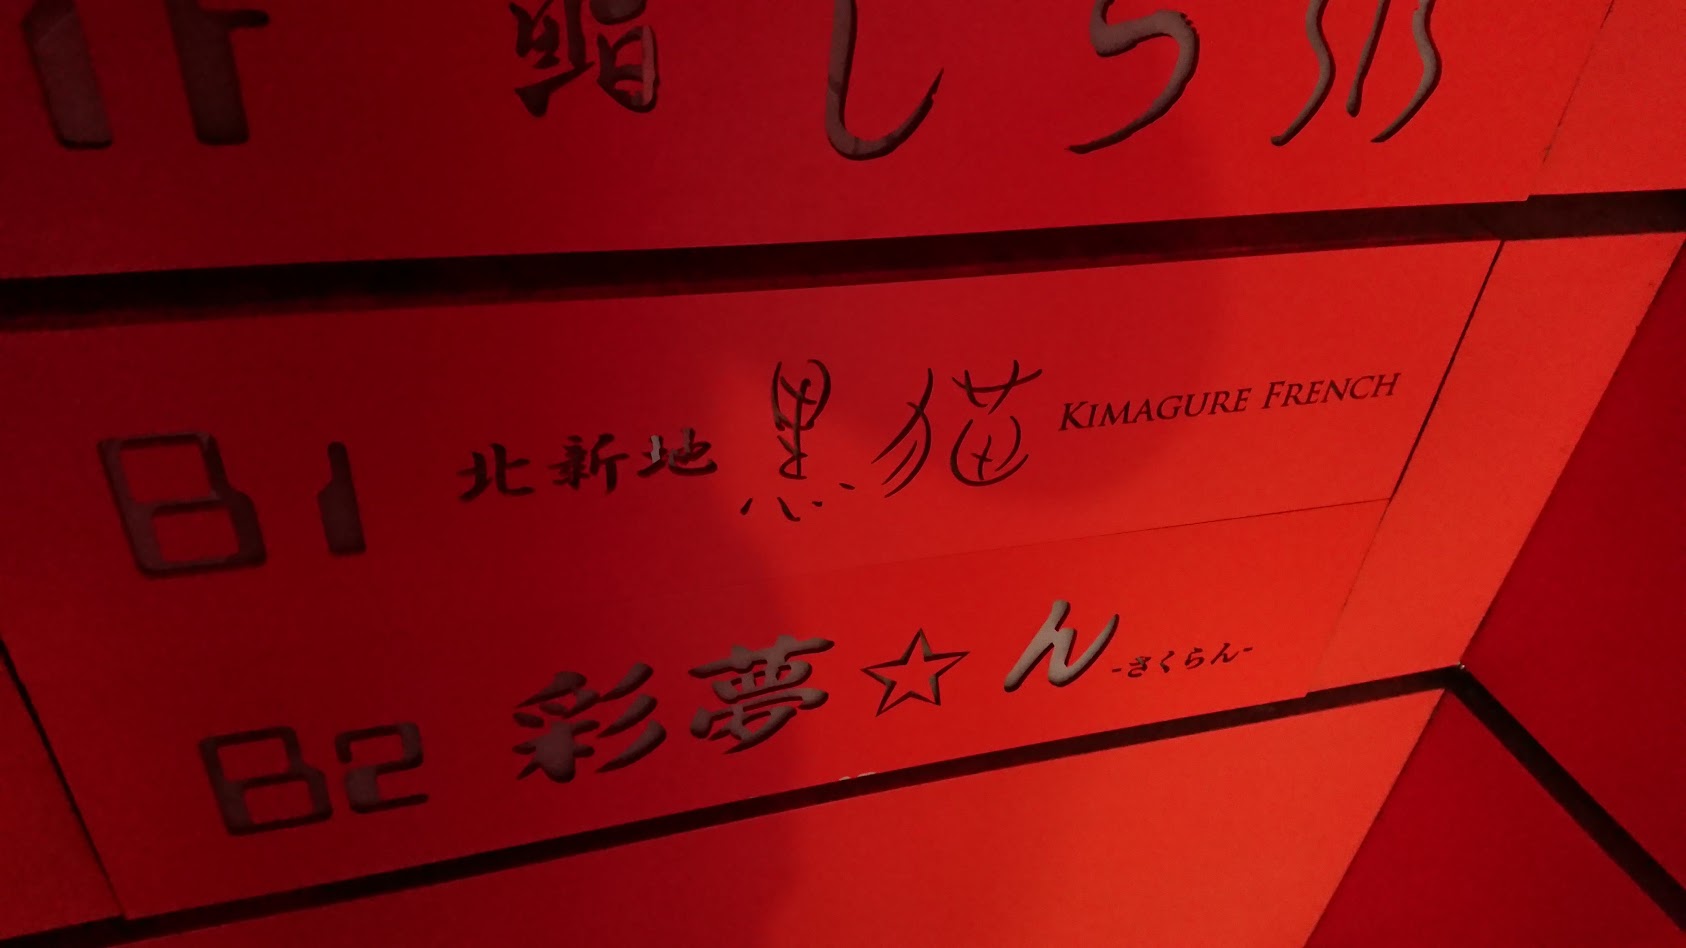 1F 鮨 しら川
B1 北新地 黒猫 KIMAGURE FRENCH
B2 彩夢☆ん -さくらん-